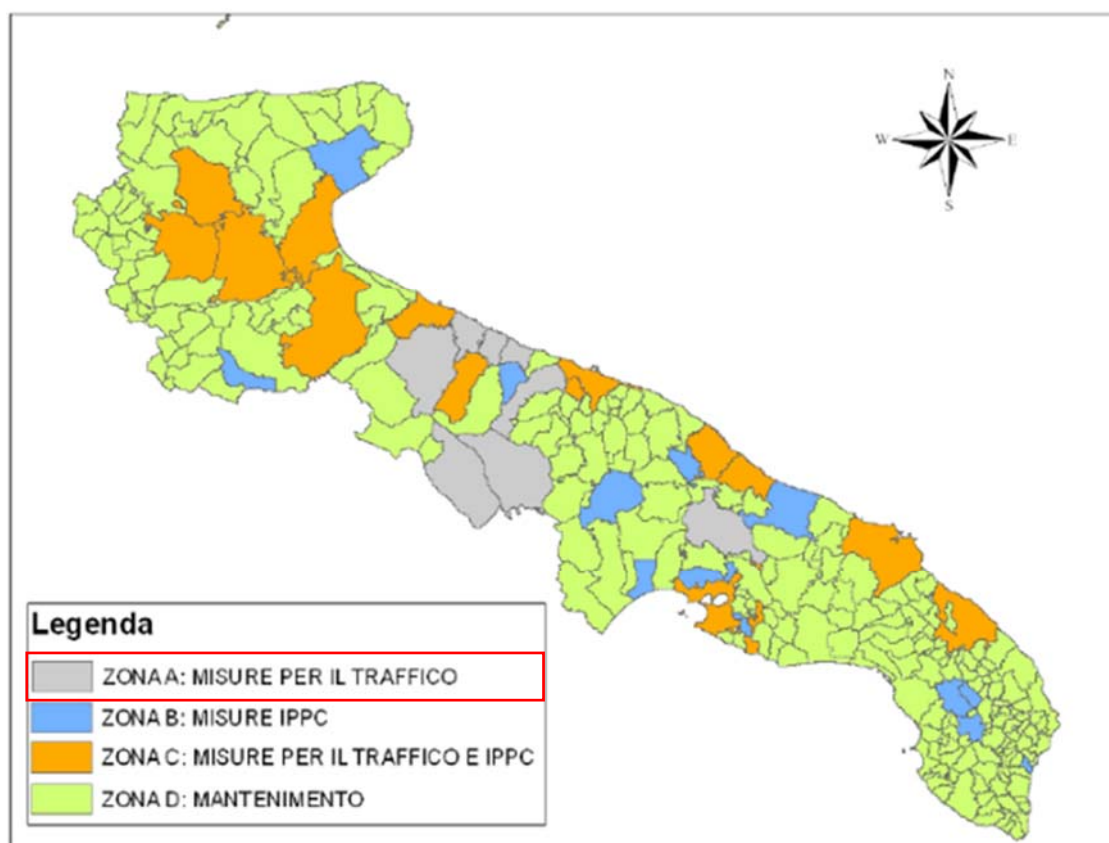 N
W E
S
Legenda
ZONA A: MISURE PER IL TRAFFICO
ZONA B: MISURE IPPC
ZONA C: MISURE PER IL TRAFFICO E IPPC
ZONA D: MANTENIMENTO